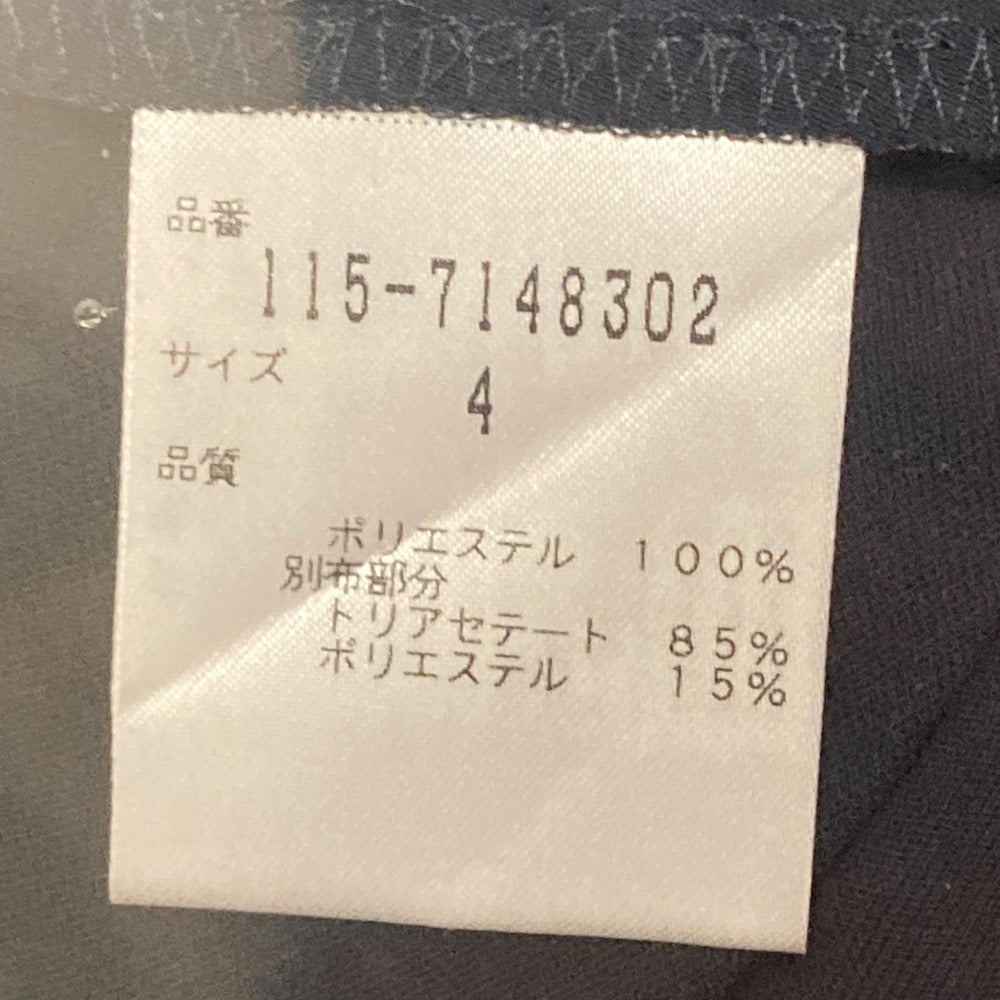 品番
115-7148302
サイズ
4
品質
ポリエステル 100%
別布部分
トリアセテート 85%
ポリエステル 15%